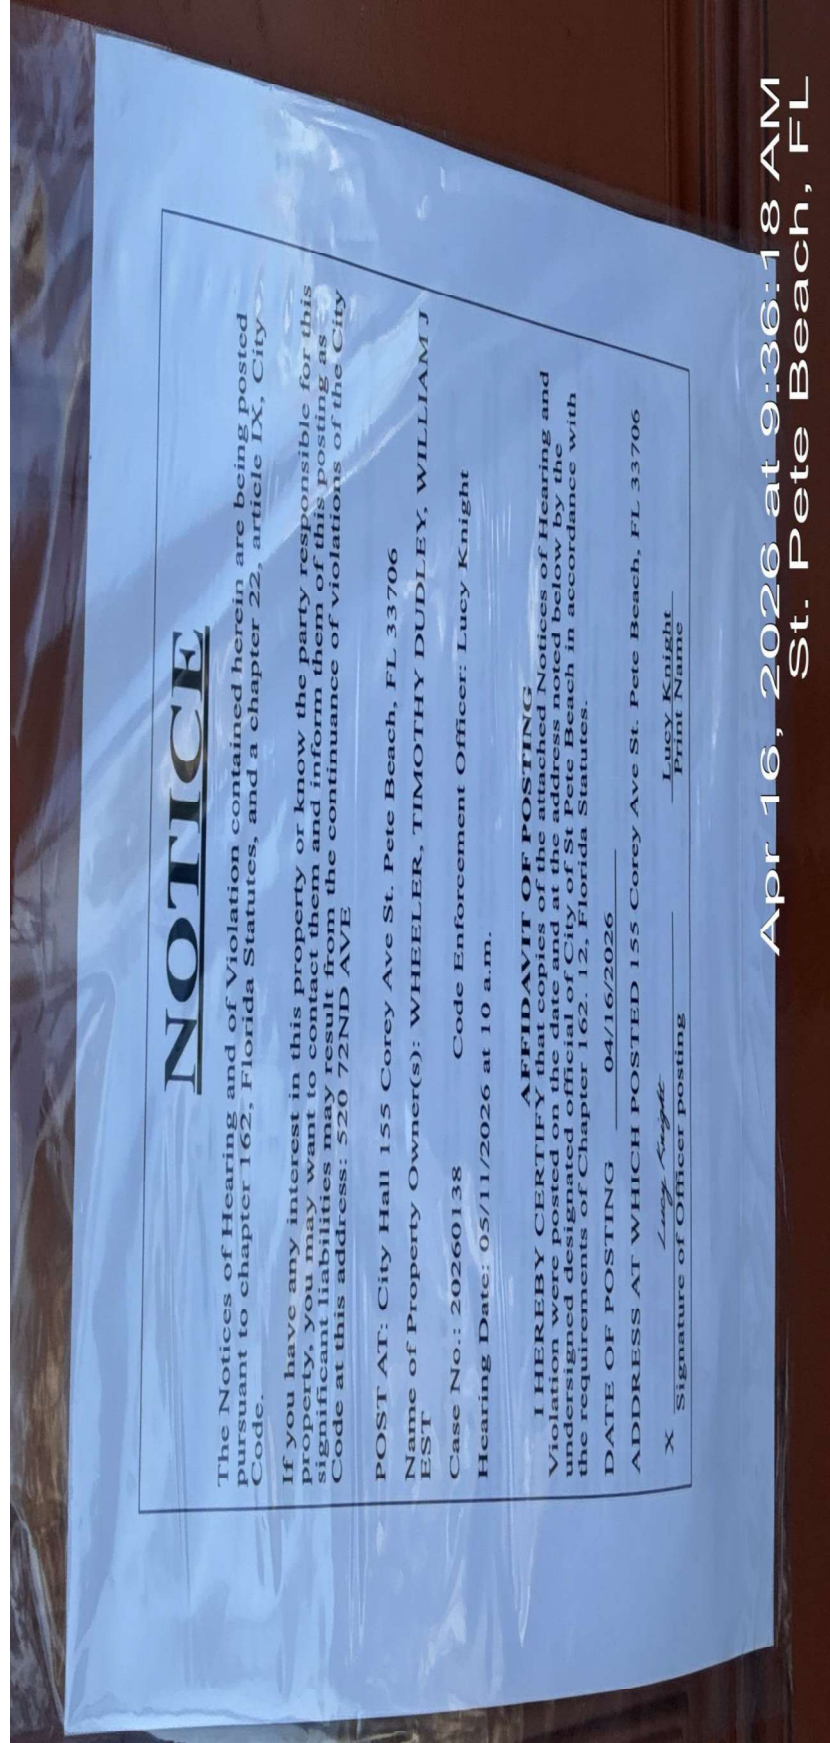 NOTICE
The Notices of Hearing and of Violation contained herein are being posted
pursuant to chapter 162, Florida Statutes, and a chapter 22, article IX, City
Code.
If you have any interest in this property or know the party responsible for this
property, you may want to contact them and inform them of this posting as
significant liabilities may result from the continuance of violations of the City
Code at this address: 520 72ND AVE
POST AT: City Hall 155 Corey Ave St. Pete Beach, FL 33706
Name of Property Owner(s): WHEELER, TIMOTHY DUDLEY, WILLIAM J
EST
Case No.: 20260138 Code Enforcement Officer: Lucy Knight
Hearing Date: 05/11/2026 at 10 a.m.
AFFIDAVIT OF POSTING
I HEREBY CERTIFY that copies of the attached Notices of Hearing and
Violation were posted on the date and at the address noted below by the
undersigned designated official of City of St Pete Beach in accordance with
the requirements of Chapter 162. 12, Florida Statutes.
DATE OF POSTING 04/16/2026
ADDRESS AT WHICH POSTED 155 Corey Ave St. Pete Beach, FL 33706
X Lucy Knight Lucy Knight
Signature of Officer posting Print Name
Apr 16, 2026 at 9:36:18 AM
St. Pete Beach, FL